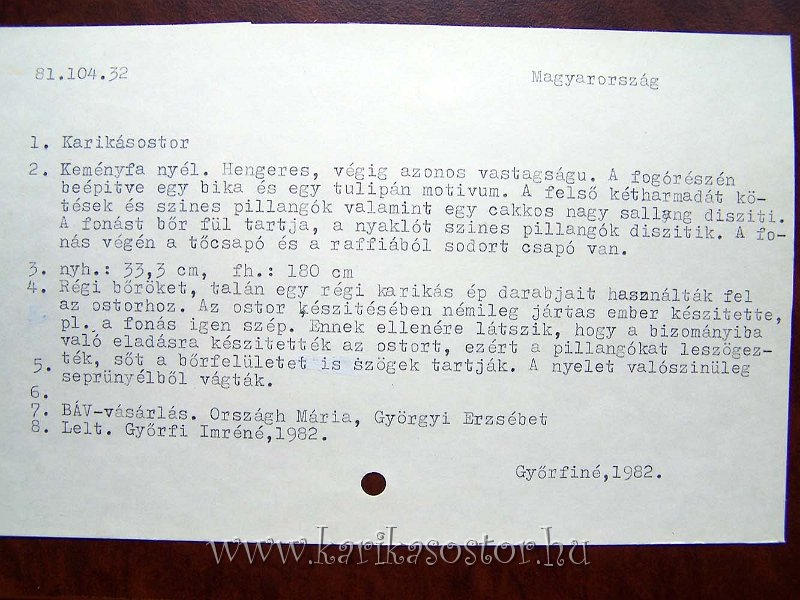 81.104.32 Magyarország
1. Karikásostor
2. Keményfa nyél. Hengeres, végig azonos vastagságu. A fogórészén
beépitve egy bika és egy tulipán motivum. A felső kétharmadát kö-
tések és szines pillangók valamint egy cakkos nagy sallang disziti.
A fonást bőr fül tartja, a nyaklót szines pillangók diszitik. A fo-
nás végén a tőcsapó és a raffiából sodort csapó van.
3. nyh.: 33,3 cm, fh.: 180 cm
4. Régi bőröket, talán egy régi karikás ép darabjait használták fel
az ostorhoz. Az ostor készitésében némileg jártas ember készitette,
pl. a fonás igen szép. Ennek ellenére látszik, hogy a bizományiba
való eladásra készitették az ostort, ezért a pillangókat leszögez-
ték, sőt a bőrfelületet is szögek tartják. A nyelet valószinüleg
5. seprünyélből vágták.
6.
7. BÁV-vásárlás. Országh Mária, Györgyi Erzsébet
8. Lelt. Győrfi Imréné,1982.
Győrfiné,1982.
www.karikasostor.hu